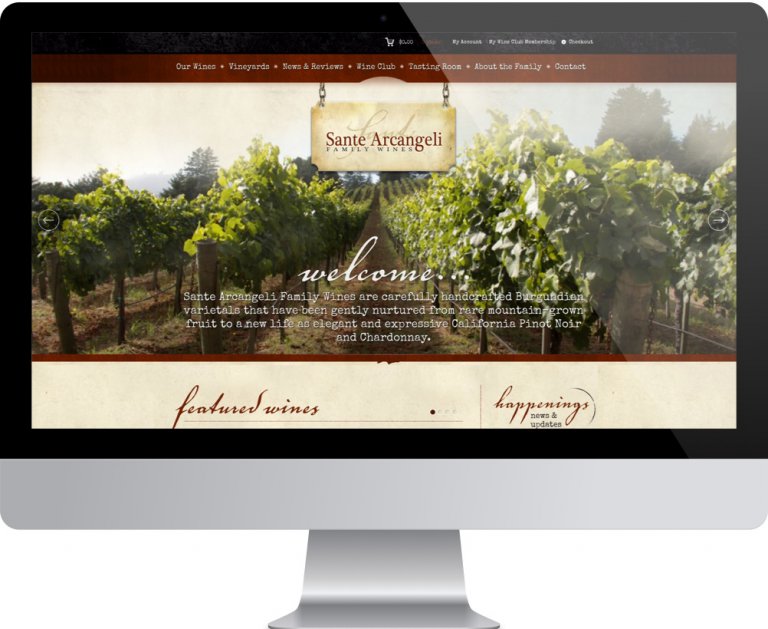 $0.00 My Account | My Wine Club Membership Checkout
Our Wines * Vineyards * News & Reviews * Wine Club * Tasting Room * About the Family * Contact
Sante Arcangeli
FAMILY WINES
welcome...
Sante Arcangeli Family Wines are carefully handcrafted Burgundian
varietals that have been gently nurtured from rare mountain-grown
fruit to a new life as elegant and expressive California Pinot Noir
and Chardonnay.
featured wines
happenings
news &
updates